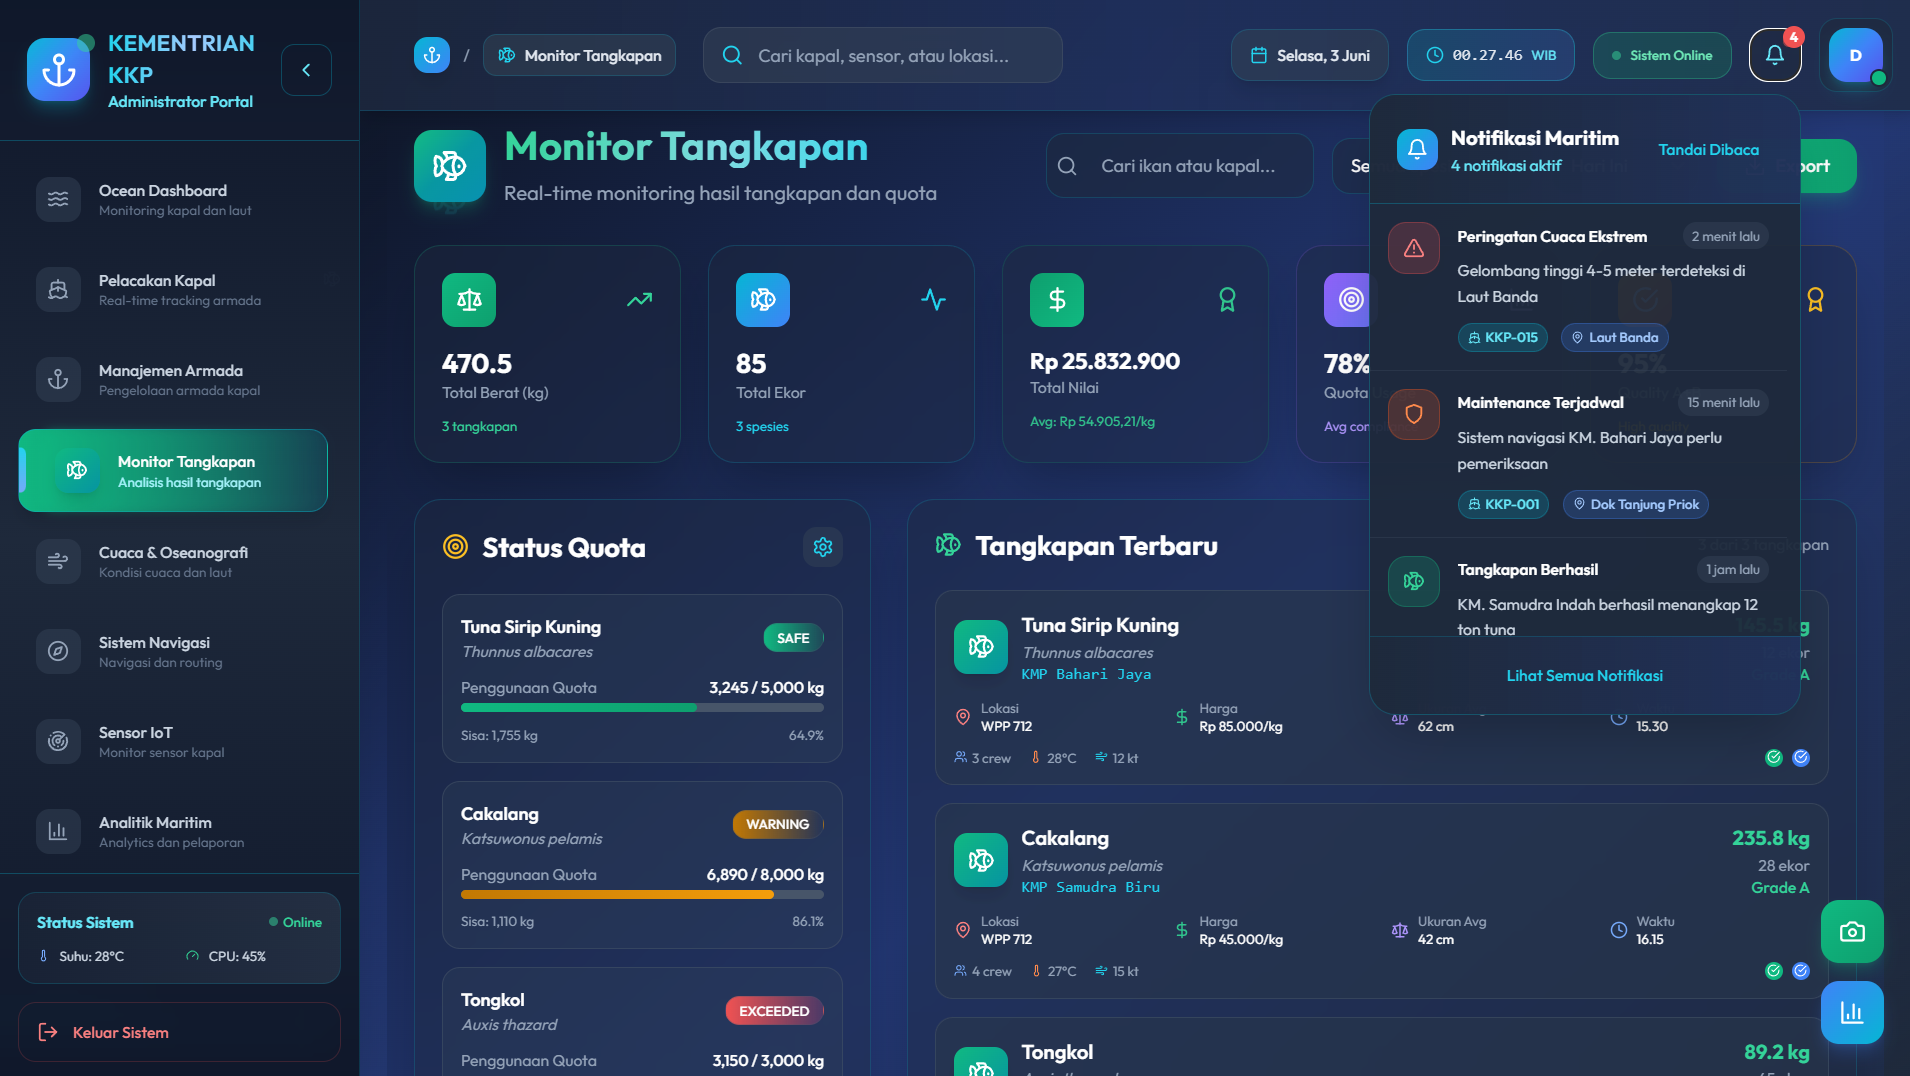 KEMENTRIAN
KKP
Administrator Portal
Ocean Dashboard
Monitoring kapal dan laut
Pelacakan Kapal
Real-time tracking armada
Manajemen Armada
Pengelolaan armada kapal
Monitor Tangkapan
Analisis hasil tangkapan
Cuaca & Oseanografi
Kondisi cuaca dan laut
Sistem Navigasi
Navigasi dan routing
Sensor IoT
Monitor sensor kapal
Analitik Maritim
Analytics dan pelaporan
Status Sistem
Online
Suhu: 28°C
CPU: 45%
Keluar Sistem
/
Monitor Tangkapan
Cari kapal, sensor, atau lokasi...
Selasa, 3 Juni
00.27.46 WIB
Sistem Online
4
D
Monitor Tangkapan
Real-time monitoring hasil tangkapan dan quota
Cari ikan atau kapal...
470.5
Total Berat (kg)
3 tangkapan
85
Total Ekor
3 spesies
Rp 25.832.900
Total Nilai
Avg: Rp 54.905,21/kg
78%
Quota
95%
Notifikasi Maritim
4 notifikasi aktif
Tandai Dibaca
Peringatan Cuaca Ekstrem
2 menit lalu
Gelombang tinggi 4-5 meter terdeteksi di
Laut Banda
KKP-015
Laut Banda
Maintenance Terjadwal
15 menit lalu
Sistem navigasi KM. Bahari Jaya perlu
pemeriksaan
KKP-001
Dok Tanjung Priok
Tangkapan Berhasil
1 jam lalu
KM. Samudra Indah berhasil menangkap 12
ton tuna
Lihat Semua Notifikasi
Status Quota
Tuna Sirip Kuning
SAFE
Thunnus albacares
Penggunaan Quota
3,245 / 5,000 kg
Sisa: 1,755 kg
64.9%
Cakalang
WARNING
Katsuwonus pelamis
Penggunaan Quota
6,890 / 8,000 kg
Sisa: 1,110 kg
86.1%
Tongkol
EXCEEDED
Auxis thazard
Penggunaan Quota
3,150 / 3,000 kg
Tangkapan Terbaru
3 dari 3 tangkapan
Tuna Sirip Kuning
145.5 kg
Thunnus albacares
KMP Bahari Jaya
Lokasi
WPP 712
Harga
Rp 85.000/kg
62 cm
15.30
3 crew
28°C
12 kt
Cakalang
235.8 kg
Katsuwonus pelamis
28 ekor
KMP Samudra Biru
Grade A
Lokasi
WPP 712
Harga
Rp 45.000/kg
Ukuran Avg
42 cm
Waktu
16.15
4 crew
27°C
15 kt
Tongkol
89.2 kg